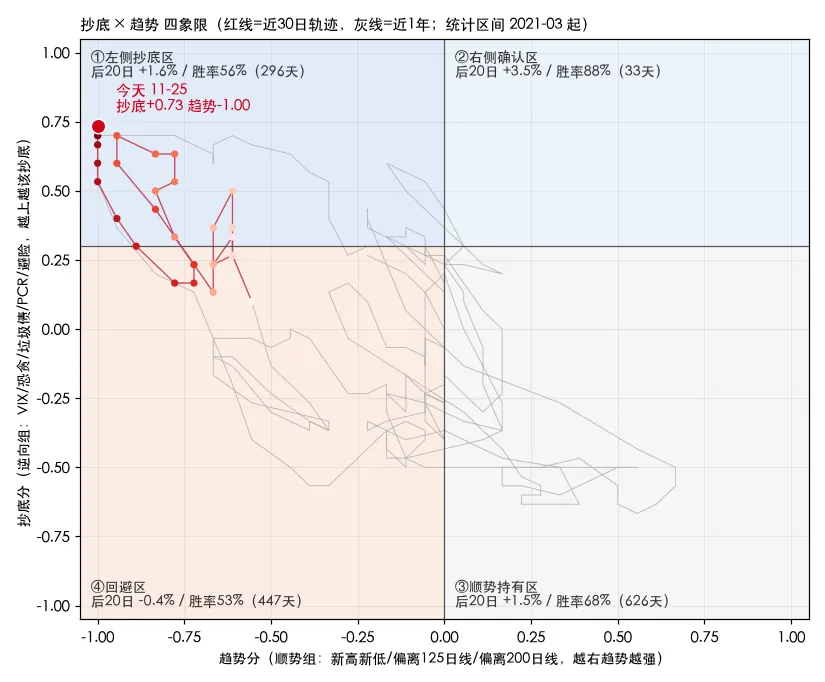 抄底 × 趋势 四象限（红线=近30日轨迹，灰线=近1年；统计区间 2021-03 起）
①左侧抄底区
后20日 +1.6% / 胜率56%（296天）
②右侧确认区
后20日 +3.5% / 胜率88%（33天）
今天 11-25
抄底+0.73 趋势-1.00
1.00
0.75
0.50
0.25
0.00
-0.25
-0.50
-0.75
-1.00
抄底分（逆向组：VIX/恐贪/垃圾债/PCR/避险，越上越该抄底）
④回避区
后20日 -0.4% / 胜率53%（447天）
③顺势持有区
后20日 +1.5% / 胜率68%（626天）
-1.00 -0.75 -0.50 -0.25 0.00 0.25 0.50 0.75 1.00
趋势分（顺势组：新高新低/偏离125日线/偏离200日线，越右趋势越强）